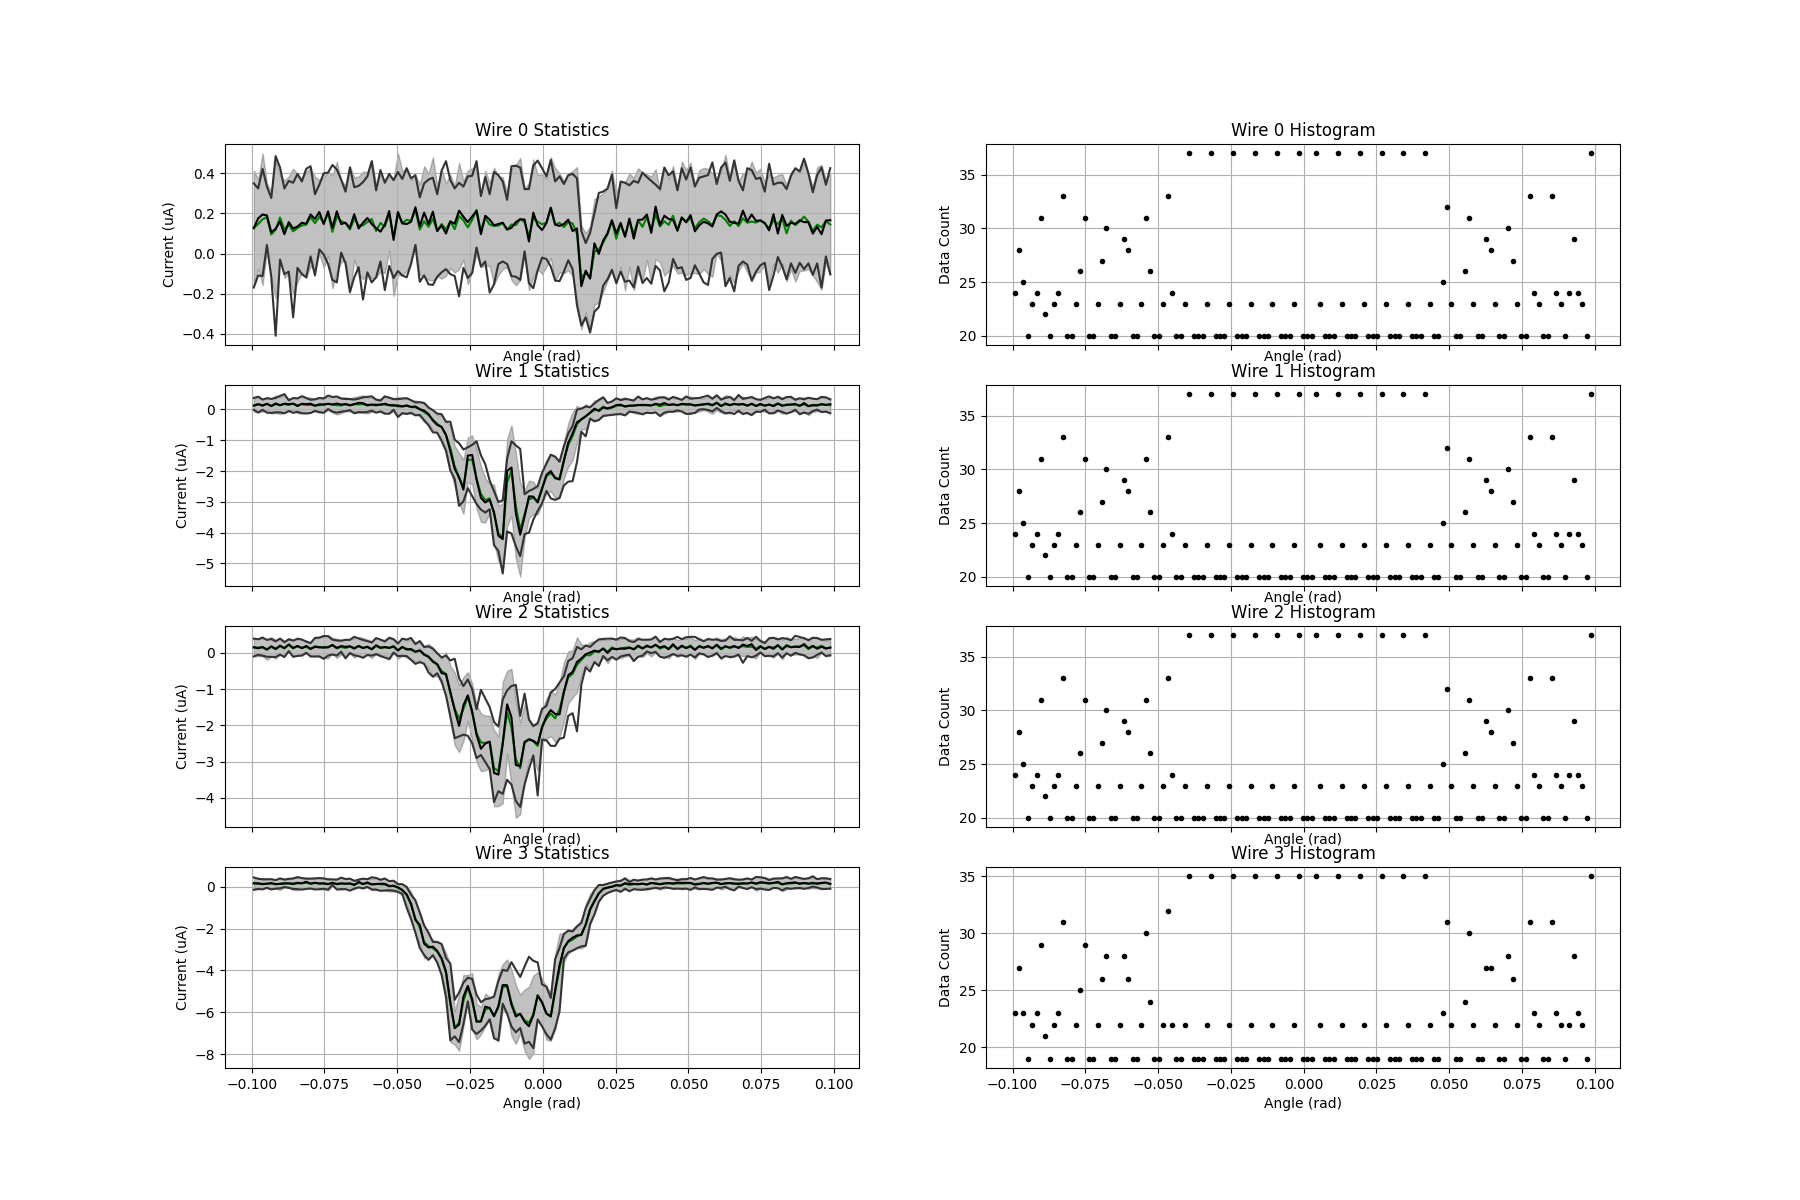 Wire 0 Statistics
Current (uA)
0.4
0.2
0.0
−0.2
−0.4
Angle (rad)
Wire 0 Histogram
Data Count
35
30
25
20
Angle (rad)
Wire 1 Statistics
Current (uA)
0
−1
−2
−3
−4
−5
Angle (rad)
Wire 1 Histogram
Data Count
35
30
25
20
Angle (rad)
Wire 2 Statistics
Current (uA)
0
−1
−2
−3
−4
Angle (rad)
Wire 2 Histogram
Data Count
35
30
25
20
Angle (rad)
Wire 3 Statistics
Current (uA)
0
−2
−4
−6
−8
−0.100 −0.075 −0.050 −0.025 0.000 0.025 0.050 0.075 0.100
Angle (rad)
Wire 3 Histogram
Data Count
35
30
25
20
−0.100 −0.075 −0.050 −0.025 0.000 0.025 0.050 0.075 0.100
Angle (rad)